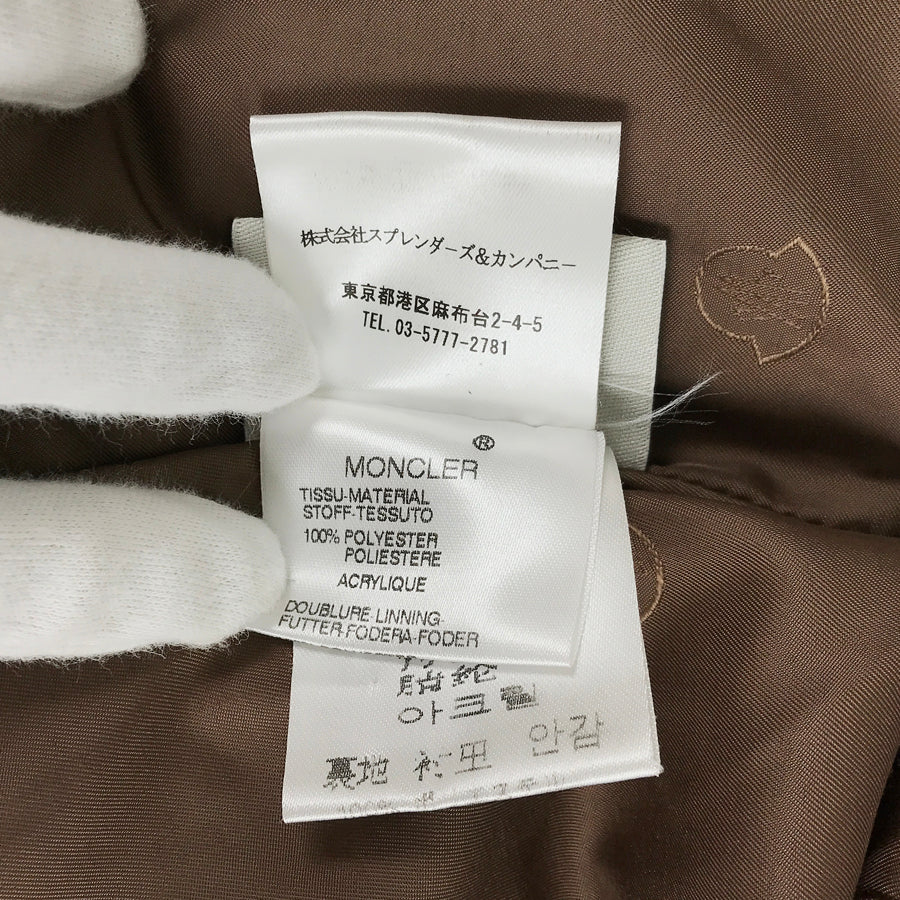 株式会社スプレンダーズ&カンパニー
東京都港区麻布台2-4-5
TEL. 03-5777-2781
®
MONCLER
TISSU-MATERIAL
STOFF-TESSUTO
100% POLYESTER
POLIESTERE
ACRYLIQUE
DOUBLURE-LINNING-
FUTTER-FODERA-FODER
아크릴
裏地 衬里 안감